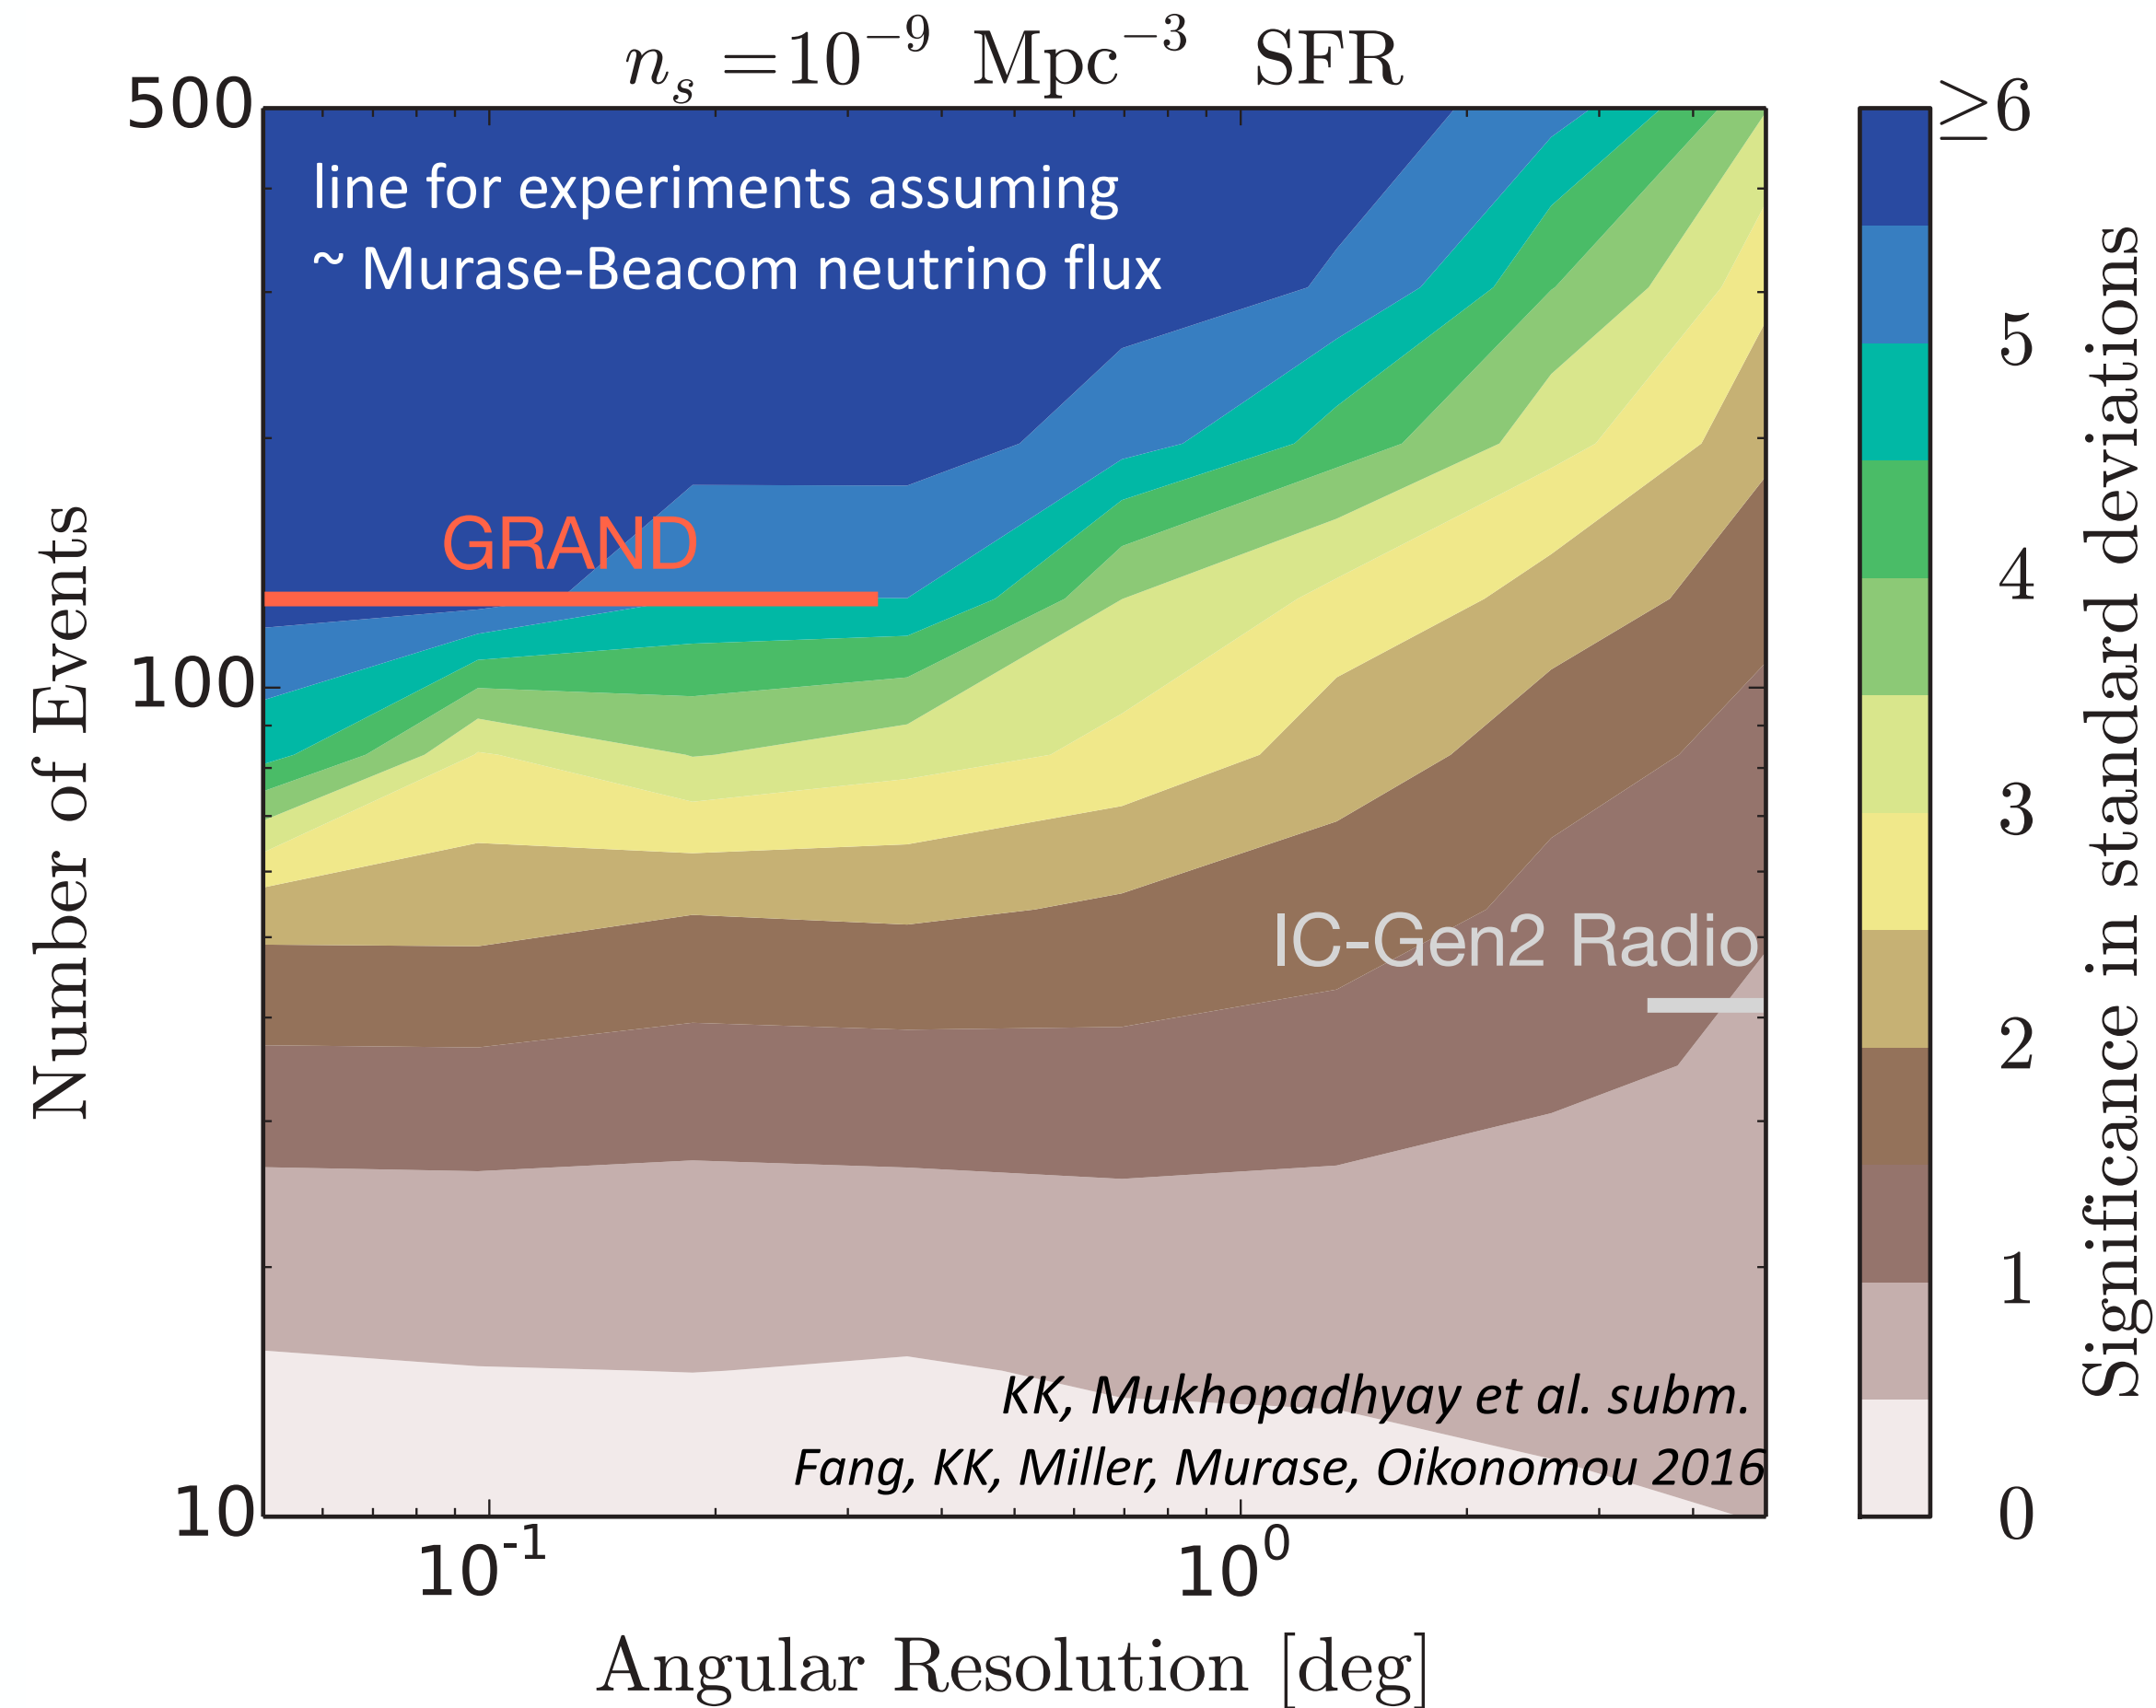 n_s = 10^{-9} Mpc^{-3} SFR
500
≥6
line for experiments assuming
~ Murase-Beacom neutrino flux
5
GRAND
4
100
Number of Events
3
Significance in standard deviations
IC-Gen2 Radio
2
1
KK, Mukhopadhyay et al. subm.
Fang, KK, Miller, Murase, Oikonomou 2016
10
0
10^{-1}
10^{0}
Angular Resolution [deg]